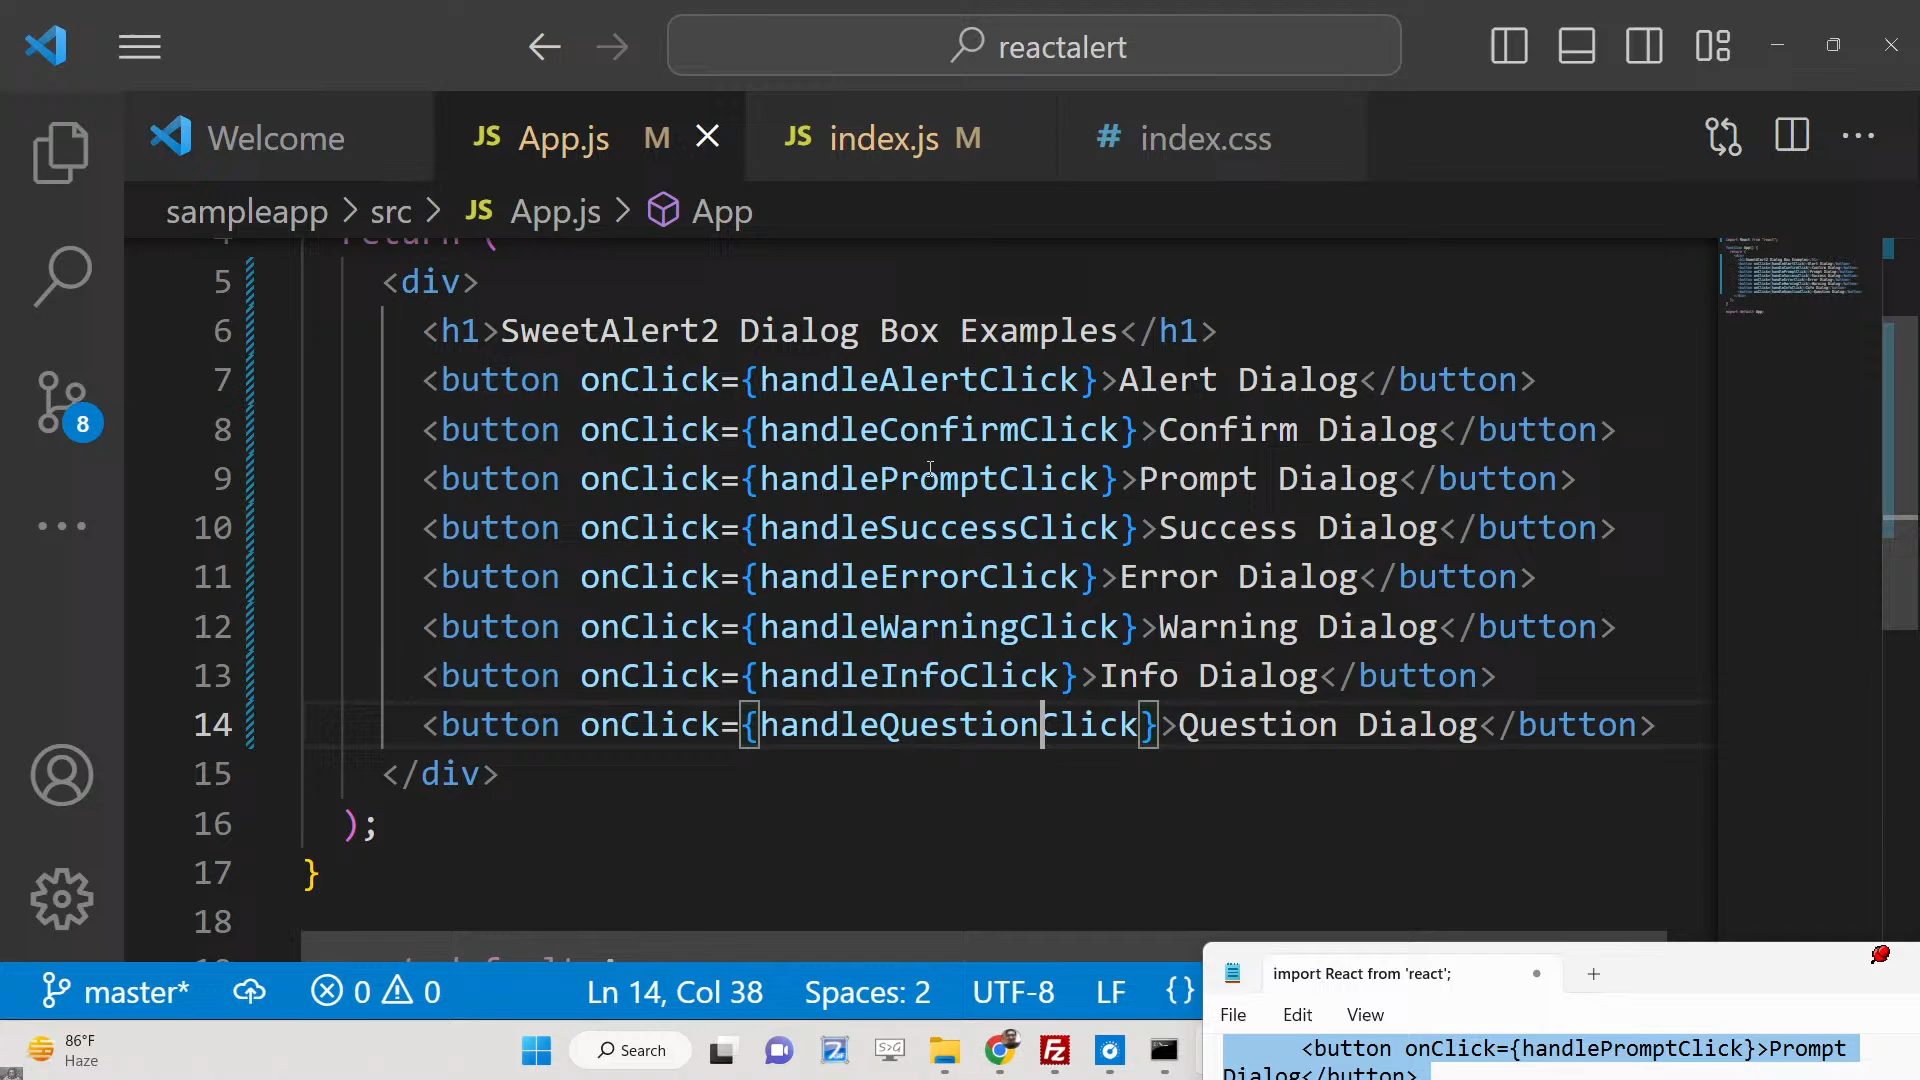 reactalert
Welcome
JS App.js M
JS index.js M
# index.css
sampleapp > src > JS App.js > App
return (
5 <div>
6 <h1>SweetAlert2 Dialog Box Examples</h1>
7 <button onClick={handleAlertClick}>Alert Dialog</button>
8 <button onClick={handleConfirmClick}>Confirm Dialog</button>
9 <button onClick={handlePromptClick}>Prompt Dialog</button>
10 <button onClick={handleSuccessClick}>Success Dialog</button>
11 <button onClick={handleErrorClick}>Error Dialog</button>
12 <button onClick={handleWarningClick}>Warning Dialog</button>
13 <button onClick={handleInfoClick}>Info Dialog</button>
14 <button onClick={handleQuestionClick}>Question Dialog</button>
15 </div>
16 );
17 }
18
8
master* 0 0 Ln 14, Col 38 Spaces: 2 UTF-8 LF {}
import React from 'react';
File Edit View
<button onClick={handlePromptClick}>Prompt
Dialog</button>
86°F
Haze
Search